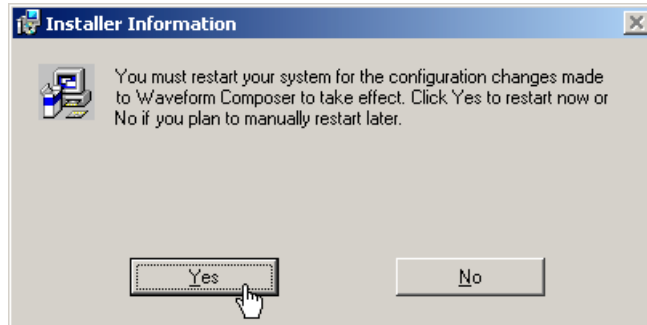 Installer Information
You must restart your system for the configuration changes made
to Waveform Composer to take effect. Click Yes to restart now or
No if you plan to manually restart later.
Yes
No